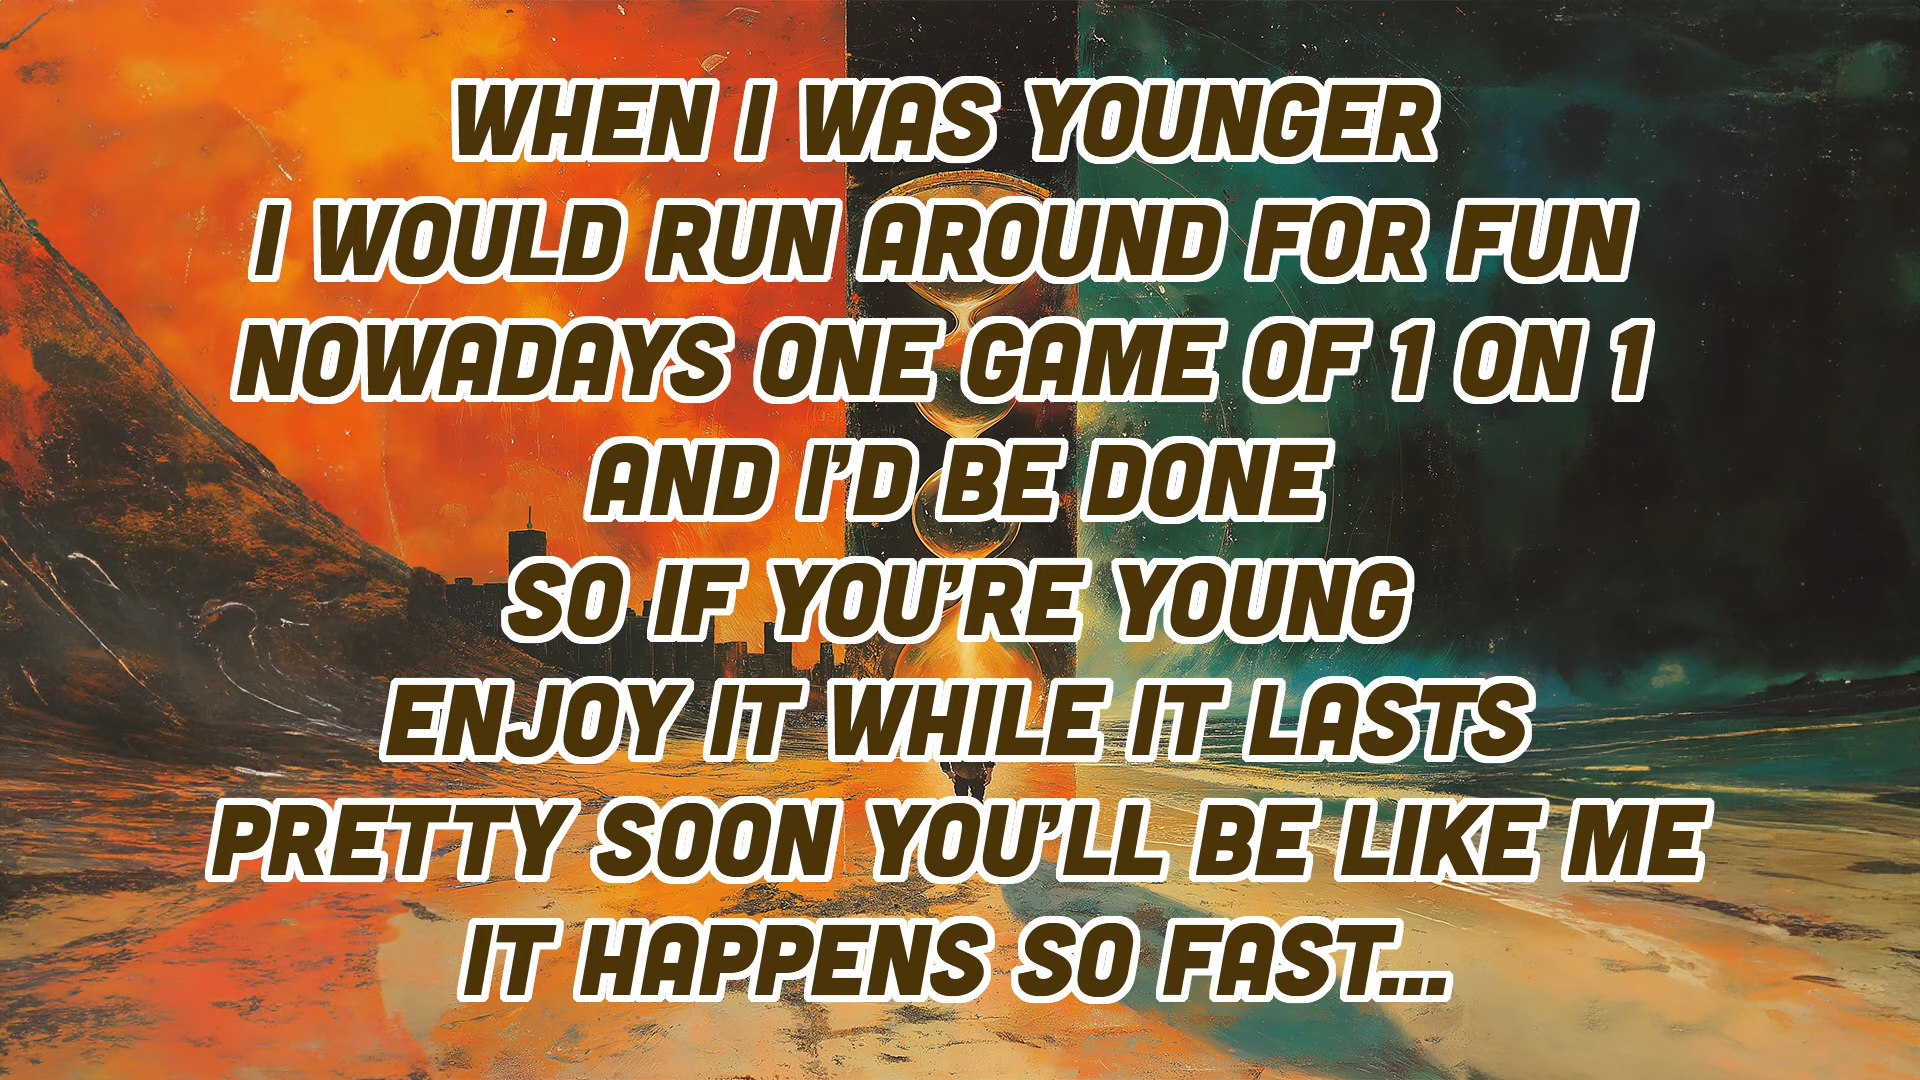 WHEN I WAS YOUNGER
I WOULD RUN AROUND FOR FUN
NOWADAYS ONE GAME OF 1 ON 1
AND I'D BE DONE
SO IF YOU'RE YOUNG
ENJOY IT WHILE IT LASTS
PRETTY SOON YOU'LL BE LIKE ME
IT HAPPENS SO FAST...